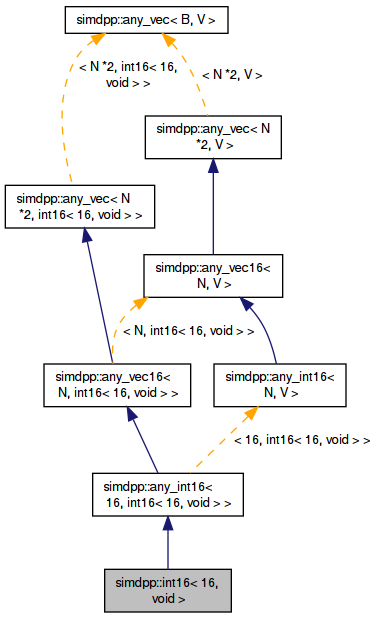 simdpp::any_vec< B, V >
< N *2, int16< 16,
void > >
< N *2, V >
simdpp::any_vec< N
*2, V >
simdpp::any_vec< N
*2, int16< 16, void > >
simdpp::any_vec16<
N, V >
< N, int16< 16, void > >
simdpp::any_vec16<
N, int16< 16, void > >
simdpp::any_int16<
N, V >
< 16, int16< 16, void > >
simdpp::any_int16<
16, int16< 16, void > >
simdpp::int16< 16,
void >